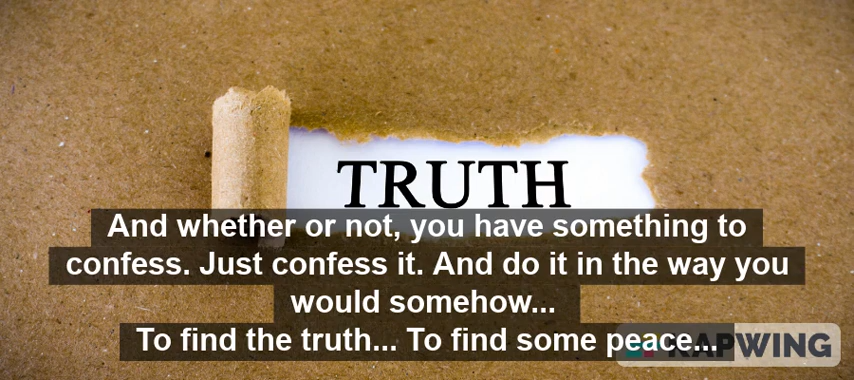 TRUTH
And whether or not, you have something to
confess. Just confess it. And do it in the way you
would somehow...
To find the truth... To find some peace...
KAPWING